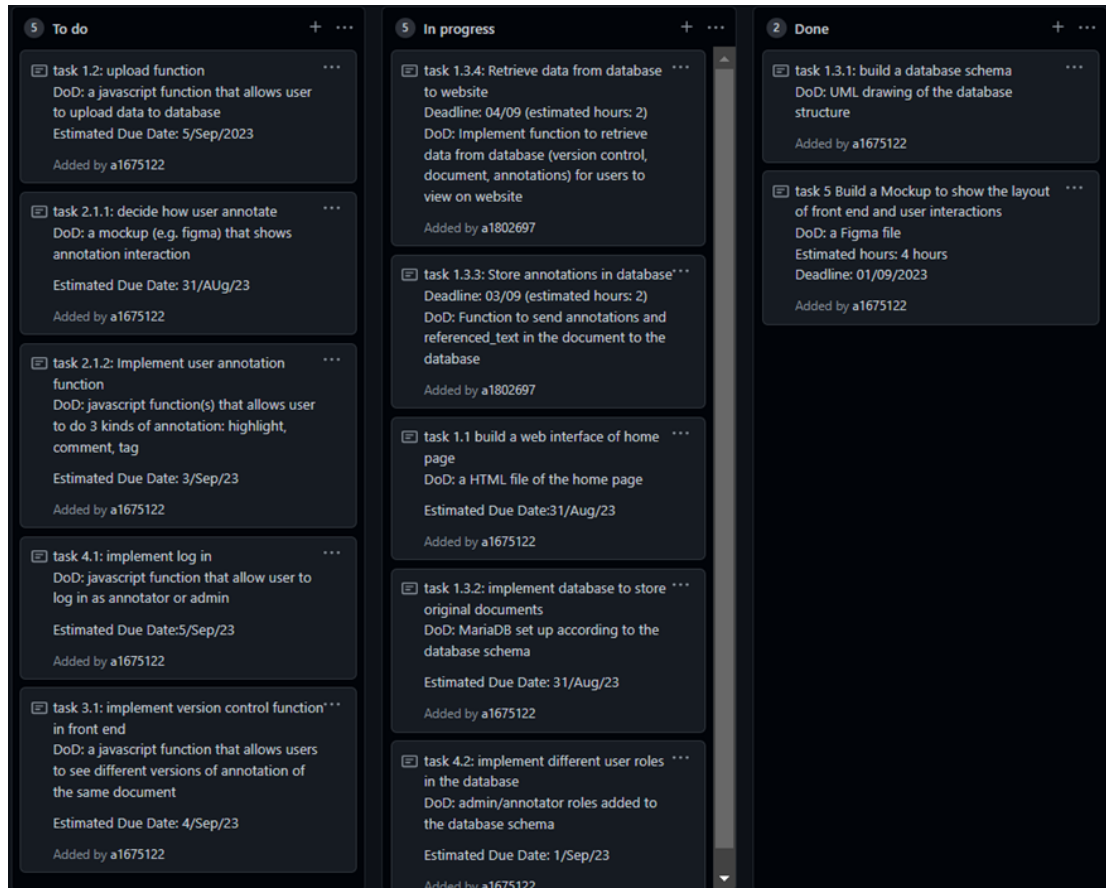 5 To do
task 1.2: upload function
DoD: a javascript function that allows user
to upload data to database
Estimated Due Date: 5/Sep/2023
Added by a1675122
task 2.1.1: decide how user annotate
DoD: a mockup (e.g. figma) that shows
annotation interaction
Estimated Due Date: 31/AUg/23
Added by a1675122
task 2.1.2: Implement user annotation
function
DoD: javascript function(s) that allows user
to do 3 kinds of annotation: highlight,
comment, tag
Estimated Due Date: 3/Sep/23
Added by a1675122
task 4.1: implement log in
DoD: javascript function that allow user to
log in as annotator or admin
Estimated Due Date:5/Sep/23
Added by a1675122
task 3.1: implement version control function
in front end
DoD: a javascript function that allows users
to see different versions of annotation of
the same document
Estimated Due Date: 4/Sep/23
Added by a1675122
5 In progress
task 1.3.4: Retrieve data from database
to website
Deadline: 04/09 (estimated hours: 2)
DoD: Implement function to retrieve
data from database (version control,
document, annotations) for users to
view on website
Added by a1802697
task 1.3.3: Store annotations in database
Deadline: 03/09 (estimated hours: 2)
DoD: Function to send annotations and
referenced_text in the document to the
database
Added by a1802697
task 1.1 build a web interface of home
page
DoD: a HTML file of the home page
Estimated Due Date:31/Aug/23
Added by a1675122
task 1.3.2: implement database to store
original documents
DoD: MariaDB set up according to the
database schema
Estimated Due Date: 31/Aug/23
Added by a1675122
task 4.2: implement different user roles
in the database
DoD: admin/annotator roles added to
the database schema
Estimated Due Date: 1/Sep/23
Added by a1675122
2 Done
task 1.3.1: build a database schema
DoD: UML drawing of the database
structure
Added by a1675122
task 5 Build a Mockup to show the layout
of front end and user interactions
DoD: a Figma file
Estimated hours: 4 hours
Deadline: 01/09/2023
Added by a1675122